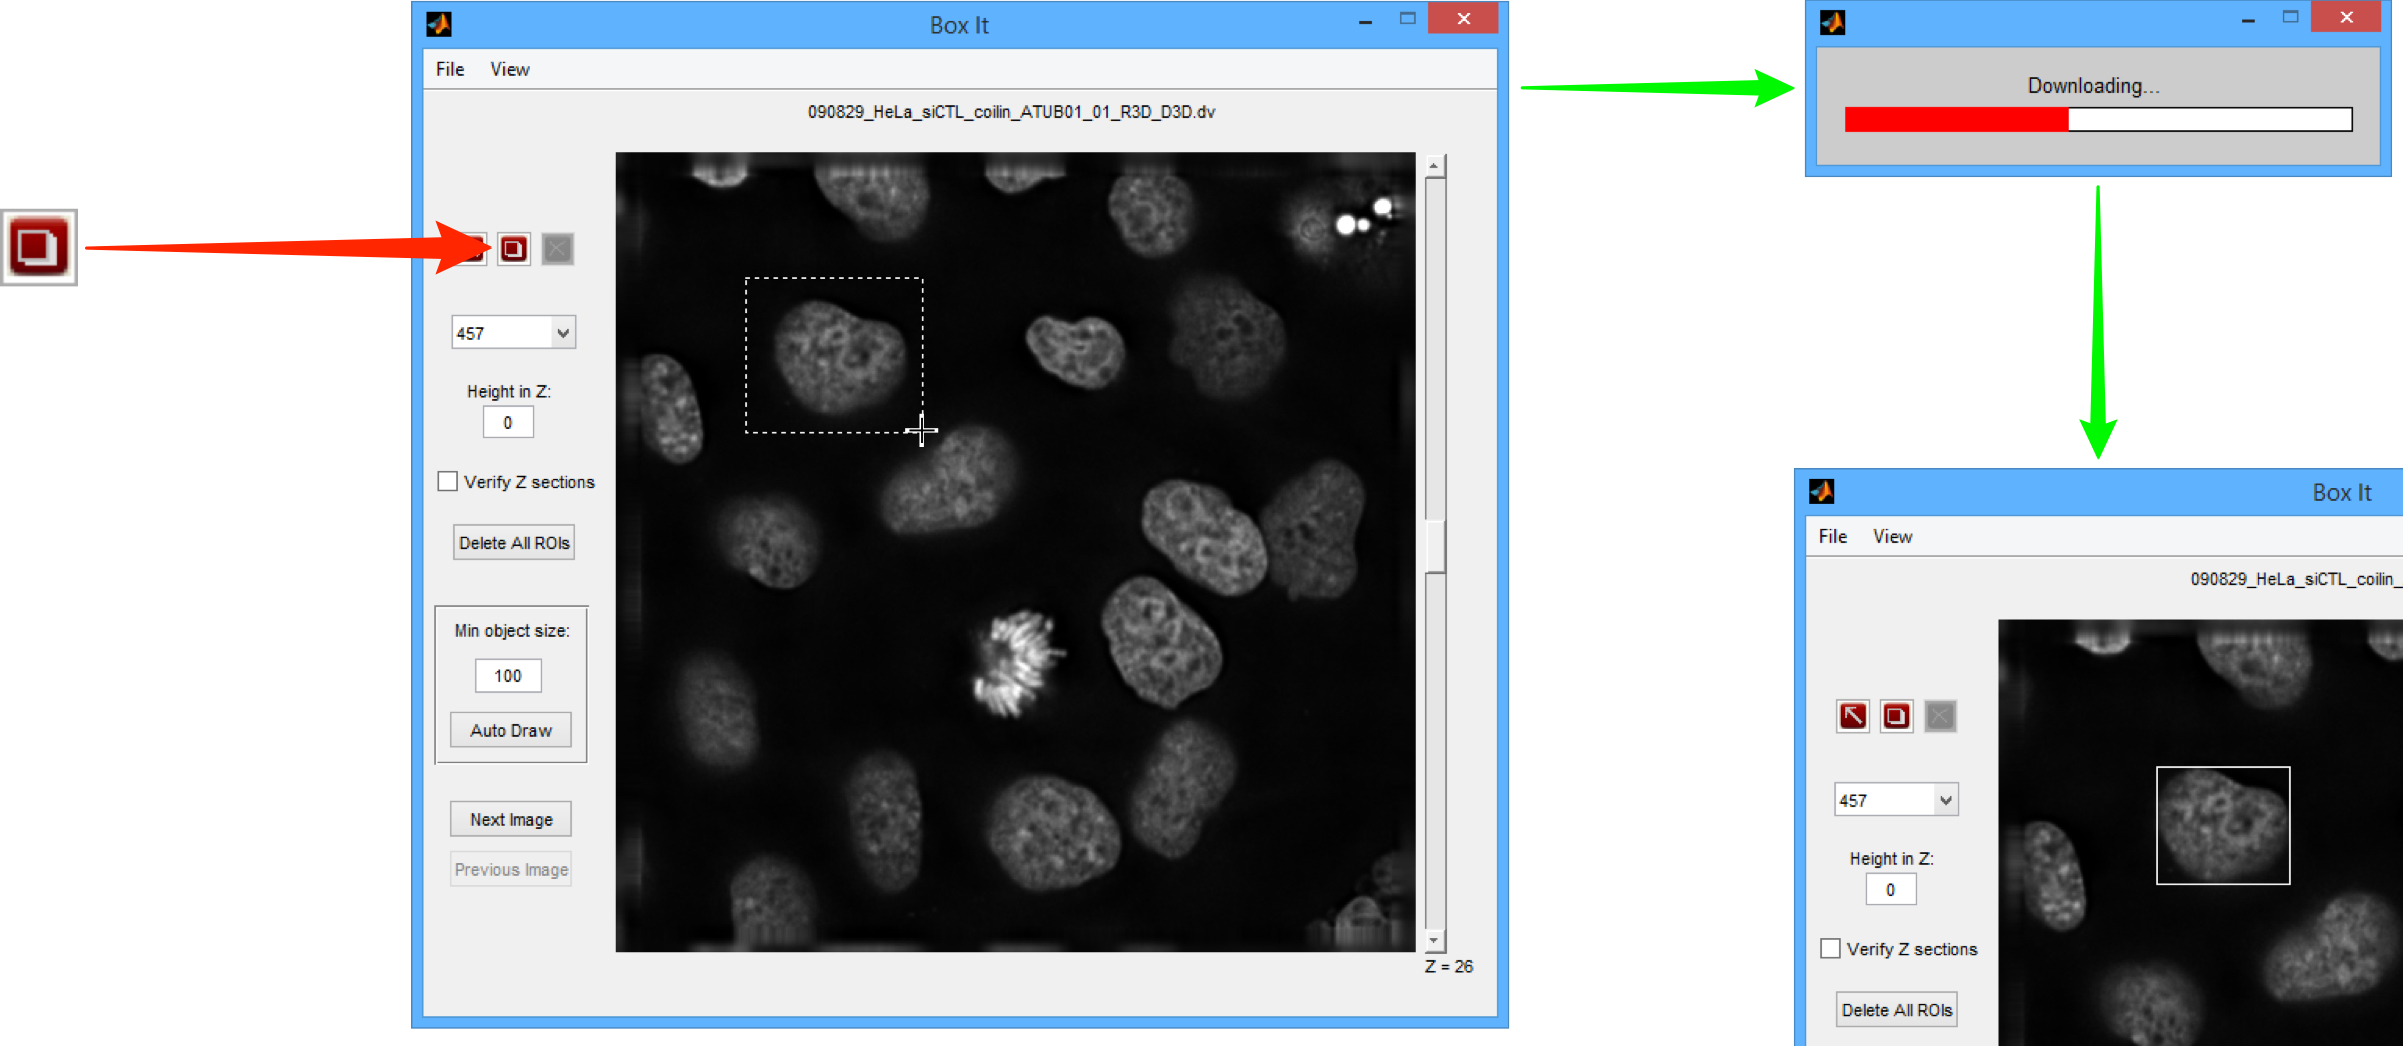 Box It
File View
090829_HeLa_siCTL_coilin_ATUB01_01_R3D_D3D.dv
457
Height in Z:
0
Verify Z sections
Delete All ROIs
Min object size:
100
Auto Draw
Next Image
Previous Image
Z = 26
Downloading...
Box It
File View
090829_HeLa_siCTL_coilin_
457
Height in Z:
0
Verify Z sections
Delete All ROIs